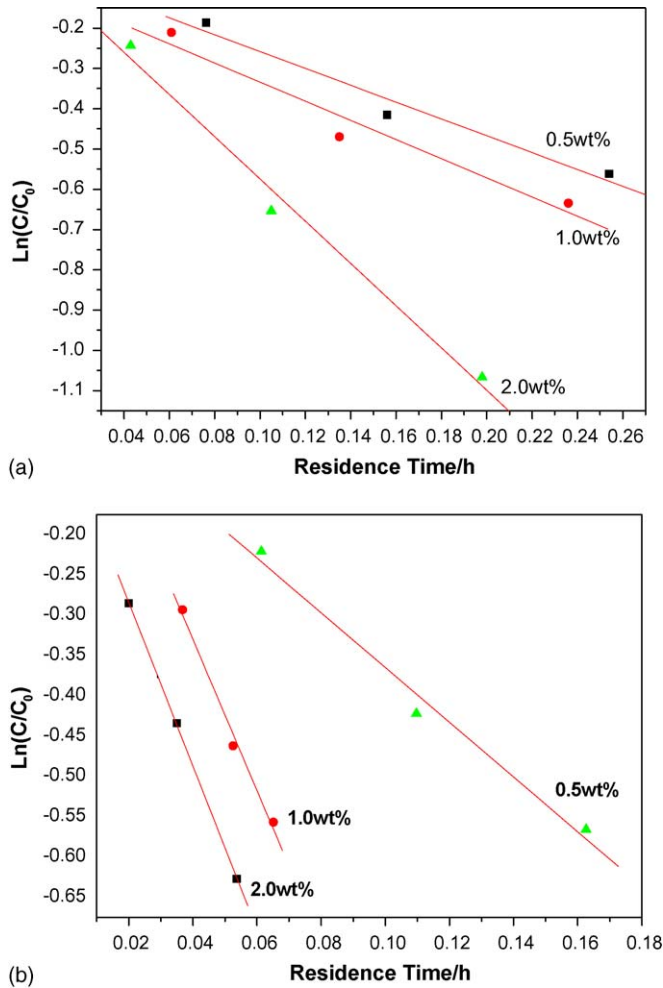 -0.2
-0.3
-0.4
-0.5
-0.6
-0.7
-0.8
-0.9
-1.0
-1.1
Ln(C/C₀)
0.5wt%
1.0wt%
2.0wt%
0.04 0.06 0.08 0.10 0.12 0.14 0.16 0.18 0.20 0.22 0.24 0.26
Residence Time/h
(a)
-0.20
-0.25
-0.30
-0.35
-0.40
-0.45
-0.50
-0.55
-0.60
-0.65
Ln(C/C₀)
0.5wt%
1.0wt%
2.0wt%
0.02 0.04 0.06 0.08 0.10 0.12 0.14 0.16 0.18
Residence Time/h
(b)